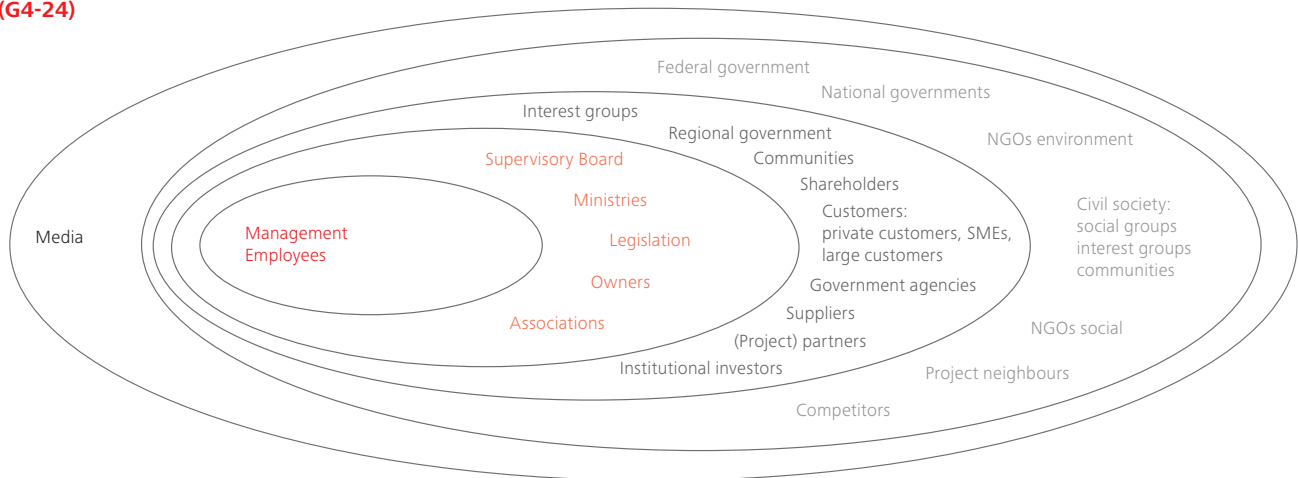 (G4-24)
Federal government
National governments
Interest groups
Regional government
NGOs environment
Supervisory Board
Communities
Shareholders
Ministries
Customers:
private customers, SMEs,
large customers
Civil society:
social groups
interest groups
communities
Media
Management
Employees
Legislation
Owners
Government agencies
Suppliers
Associations
NGOs social
(Project) partners
Institutional investors
Project neighbours
Competitors